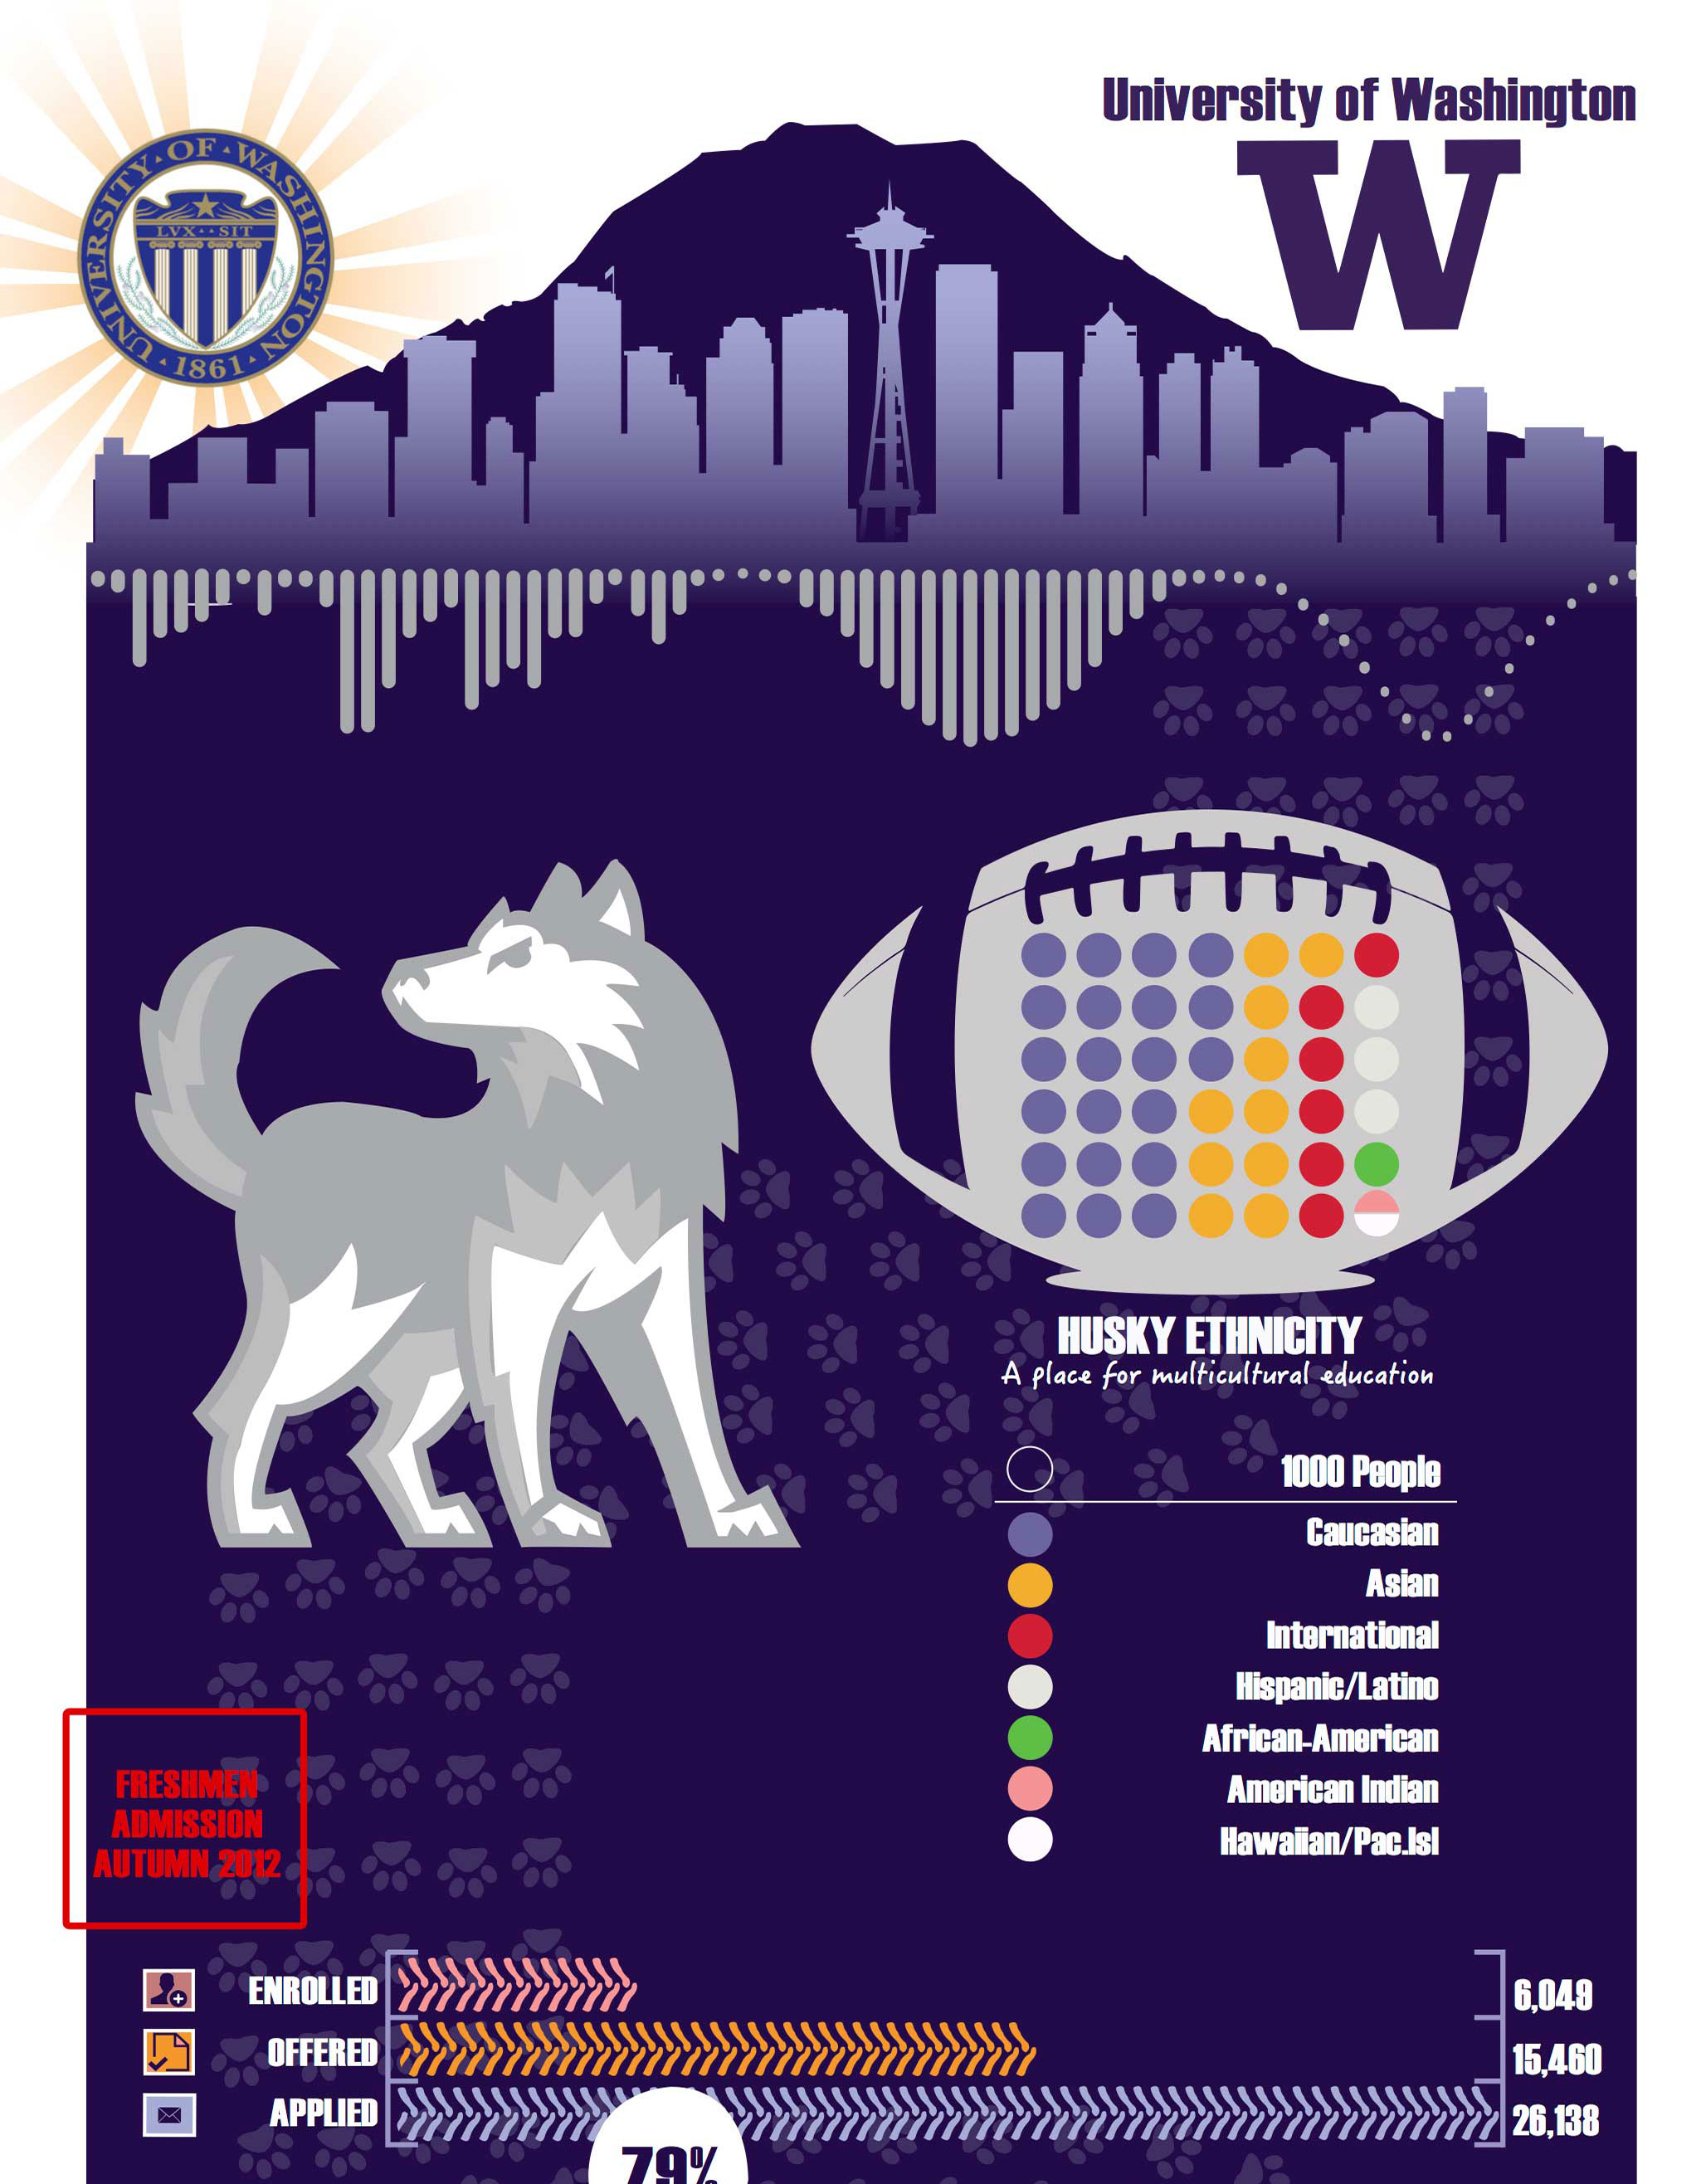 University of Washington
W
UNIVERSITY OF WASHINGTON
LVX SIT
1861
HUSKY ETHNICITY
A place for multicultural education
1000 People
Caucasian
Asian
International
Hispanic/Latino
African-American
American Indian
Hawaiian/Pac.Isl
FRESHMEN
ADMISSION
AUTUMN 2012
ENROLLED 6,049
OFFERED 15,460
APPLIED 26,138
79%